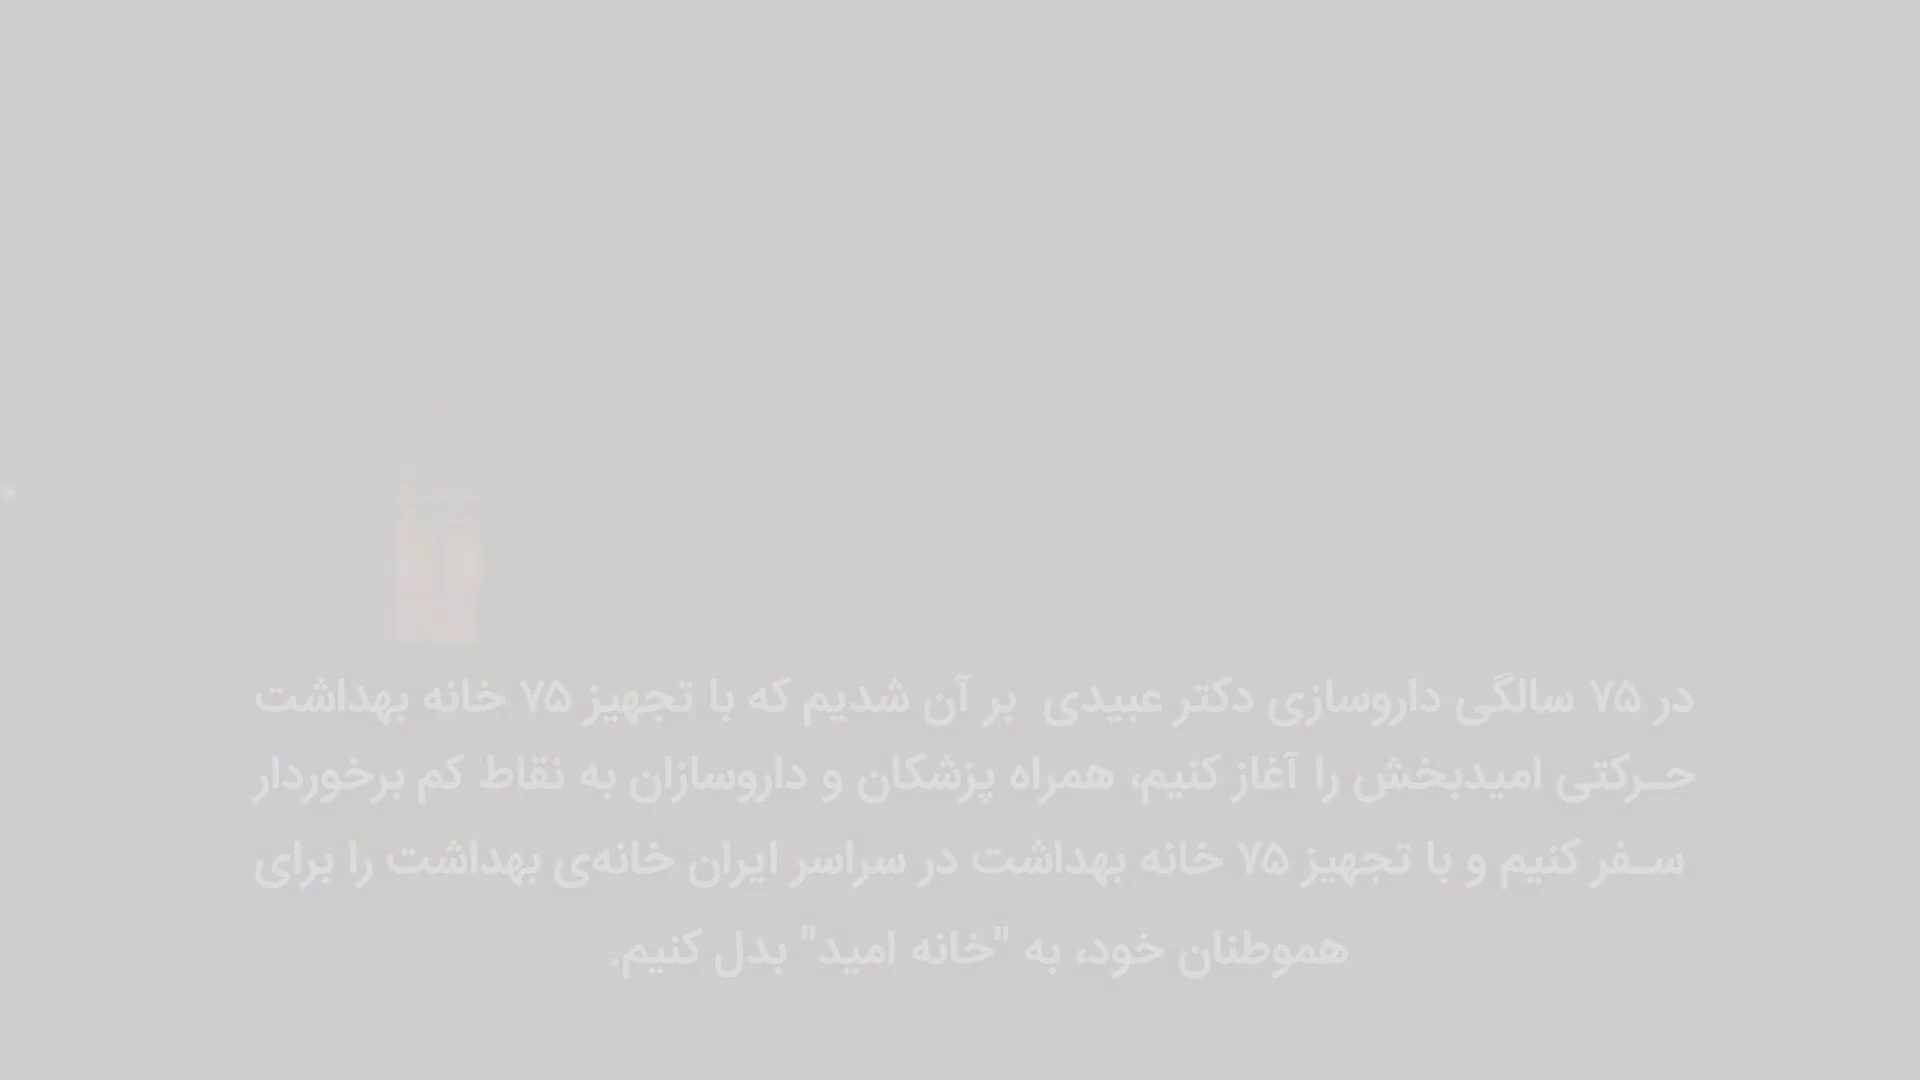 در ۷۵ سالگی داروسازی دکتر عبیدی بر آن شدیم که با تجهیز ۷۵ خانه بهداشت
حـرکتی امیدبخش را آغاز کنیم، همراه پزشکان و داروسازان به نقاط کم برخوردار
سـفر کنیم و با تجهیز ۷۵ خانه بهداشت در سراسر ایران خانه‌ی بهداشت را برای
هموطنان خود، به "خانه امید" بدل کنیم.